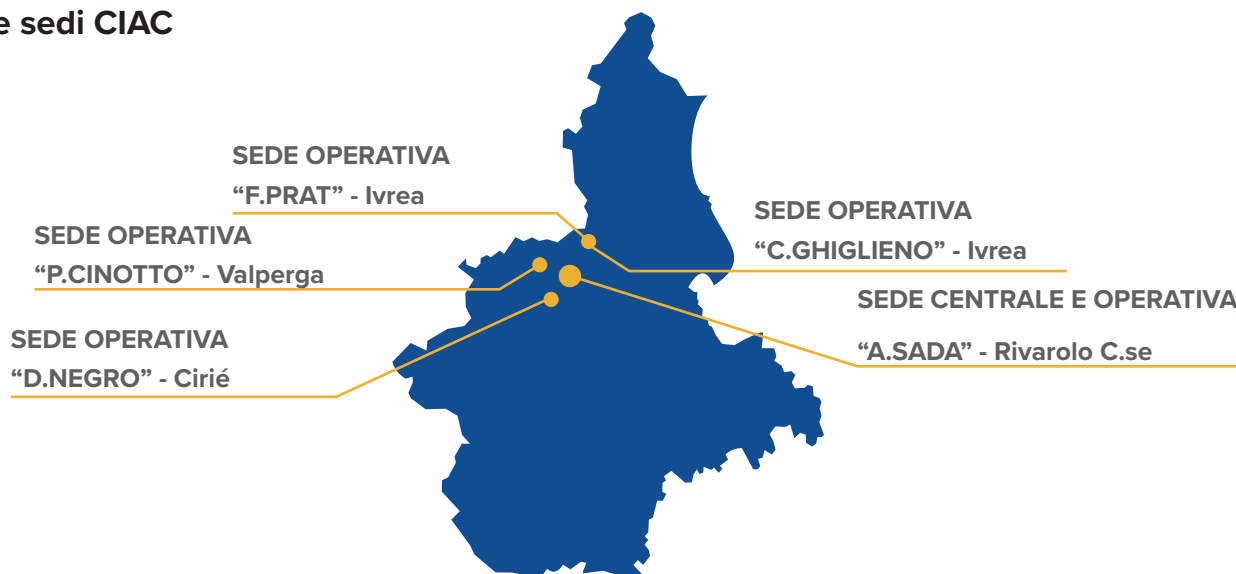 e sedi CIAC
SEDE OPERATIVA
“F.PRAT” - Ivrea
SEDE OPERATIVA
“C.GHIGLIENO” - Ivrea
SEDE OPERATIVA
“P.CINOTTO” - Valperga
SEDE CENTRALE E OPERATIVA
“A.SADA” - Rivarolo C.se
SEDE OPERATIVA
“D.NEGRO” - Cirié